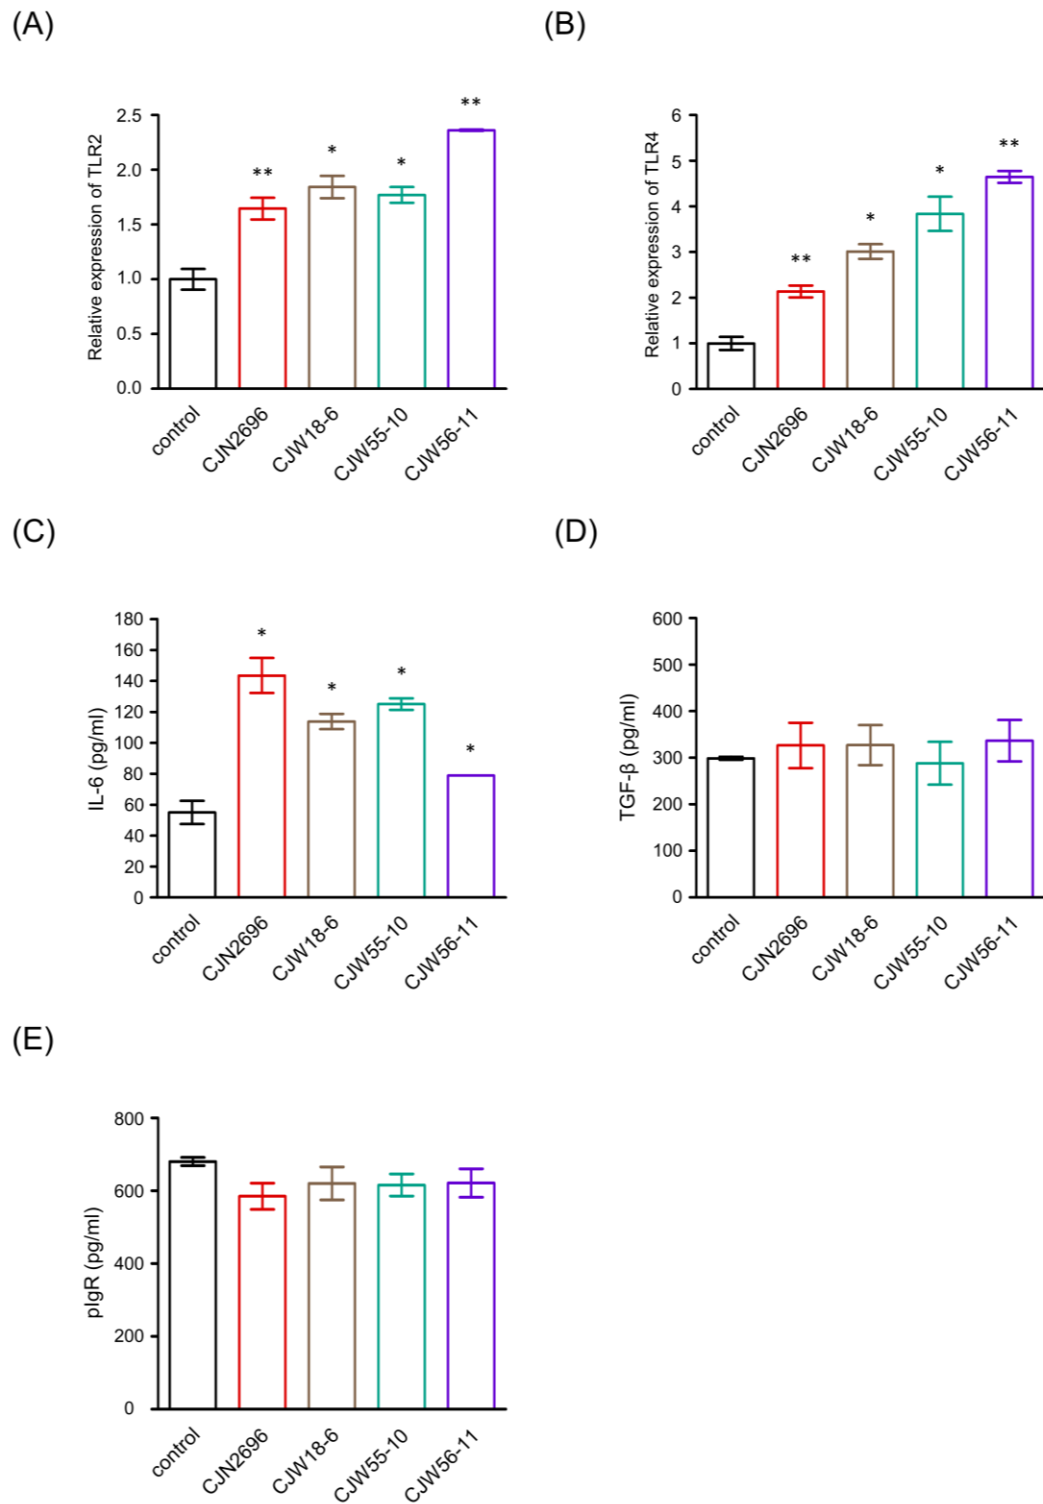 (A)
(B)
Relative expression of TLR2
2.5
2.0
1.5
1.0
0.5
0.0
**
*
*
**
control
CJN2696
CJW18-6
CJW55-10
CJW56-11
Relative expression of TLR4
6
5
4
3
2
1
0
**
*
*
**
control
CJN2696
CJW18-6
CJW55-10
CJW56-11
(C)
(D)
IL-6 (pg/ml)
180
160
140
120
100
80
60
40
20
0
*
*
*
*
control
CJN2696
CJW18-6
CJW55-10
CJW56-11
TGF-β (pg/ml)
600
500
400
300
200
100
0
control
CJN2696
CJW18-6
CJW55-10
CJW56-11
(E)
pIgR (pg/ml)
800
600
400
200
0
control
CJN2696
CJW18-6
CJW55-10
CJW56-11